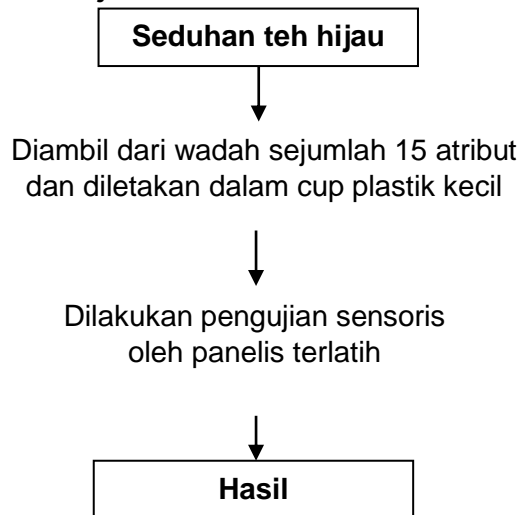 Seduhan teh hijau
Diambil dari wadah sejumlah 15 atribut
dan diletakan dalam cup plastik kecil
Dilakukan pengujian sensoris
oleh panelis terlatih
Hasil